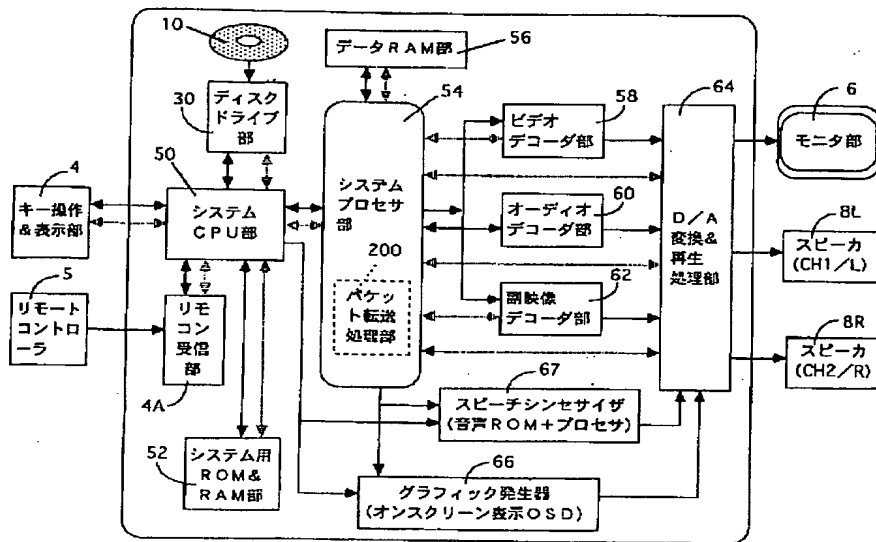 10
30
ディスク
ドライブ
部
データRAM部
56
54
システム
プロセサ
部
200
パケット転送
処理部
50
システム
CPU部
4
キー操作
&表示部
5
リモート
コントロ
ーラ
リモ
コン
受信
部
4A
52
システム用
ROM&
RAM部
58
ビデオ
デコーダ部
60
オーディオ
デコーダ部
62
副映像
デコーダ部
64
D/A
変換&
再生
処理部
6
モニタ部
8L
スピーカ
(CH1/L)
8R
スピーカ
(CH2/R)
67
スピーチシンセサイザ
(音声ROM+プロセサ)
66
グラフィック発生器
(オンスクリーン表示OSD)